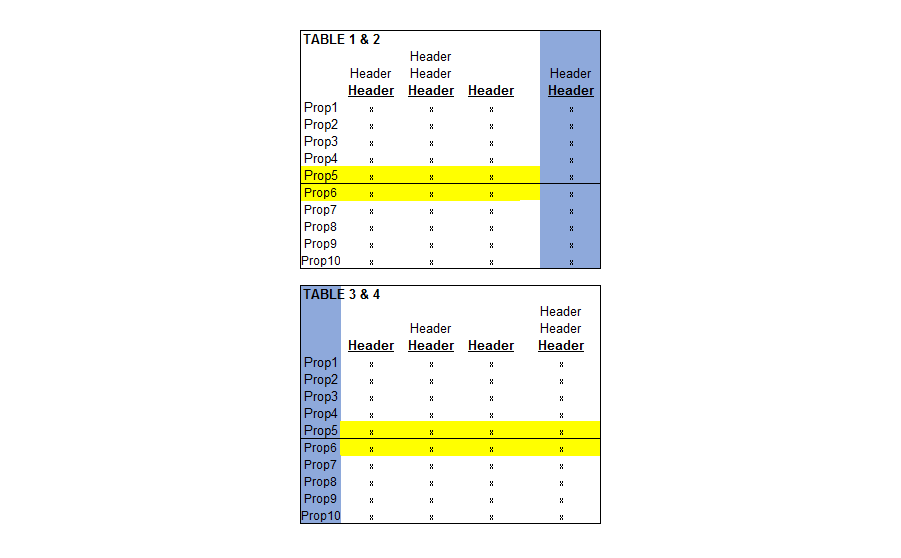 TABLE 1 & 2
Header
Header Header Header
Header Header Header Header
Prop1 x x x x
Prop2 x x x x
Prop3 x x x x
Prop4 x x x x
Prop5 x x x x
Prop6 x x x x
Prop7 x x x x
Prop8 x x x x
Prop9 x x x x
Prop10 x x x x
TABLE 3 & 4
Header
Header Header
Header Header Header Header
Prop1 x x x x
Prop2 x x x x
Prop3 x x x x
Prop4 x x x x
Prop5 x x x x
Prop6 x x x x
Prop7 x x x x
Prop8 x x x x
Prop9 x x x x
Prop10 x x x x